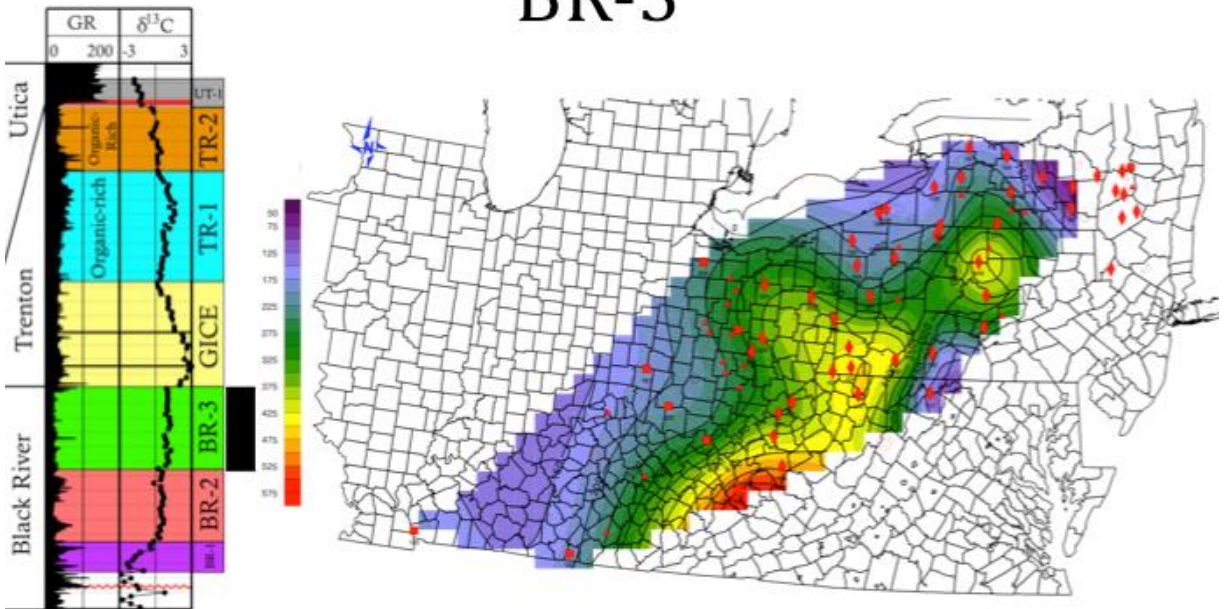 BR-3
GR δ¹³C
0 200 -3 3
Utica
Trenton
Black River
Organic-
Rich
Organic-rich
UT-1
TR-2
TR-1
GICE
BR-3
BR-2
BR-1
N
50
75
125
175
225
275
325
375
425
475
525
575